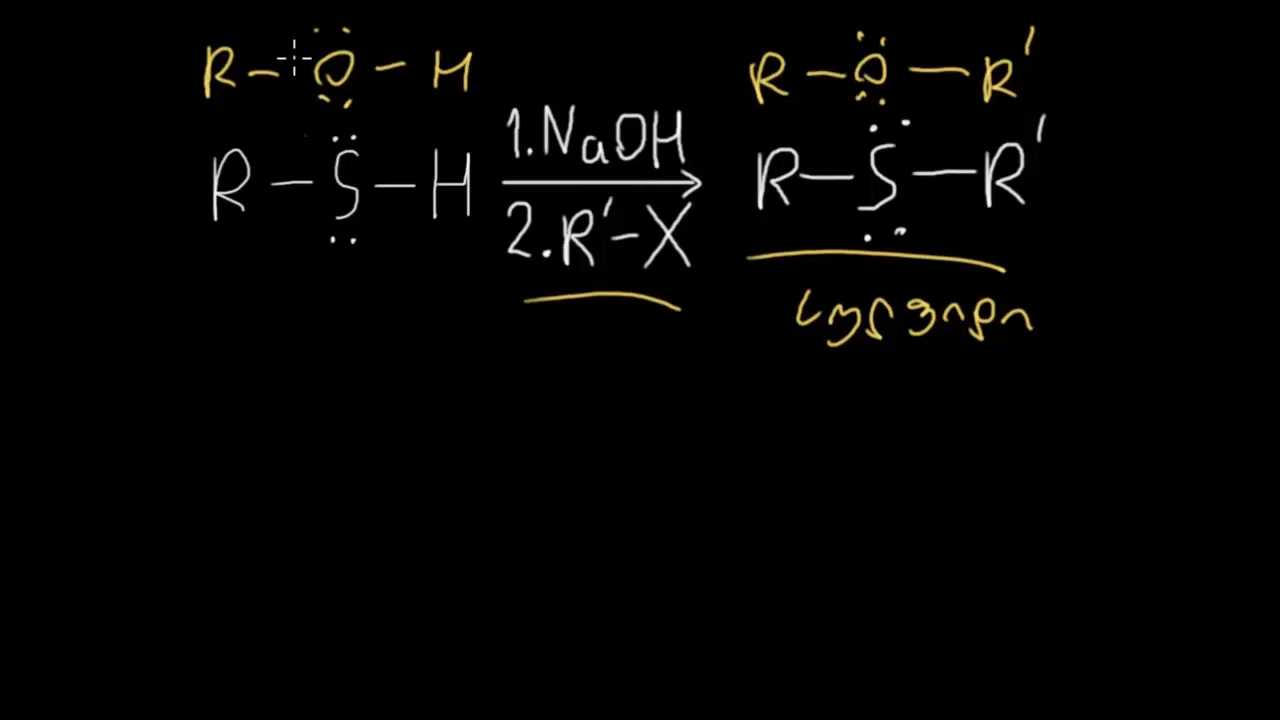 R – O – H R – O – R'
R – S – H 1. NaOH R – S – R'
2. R' – X
სულფიდი